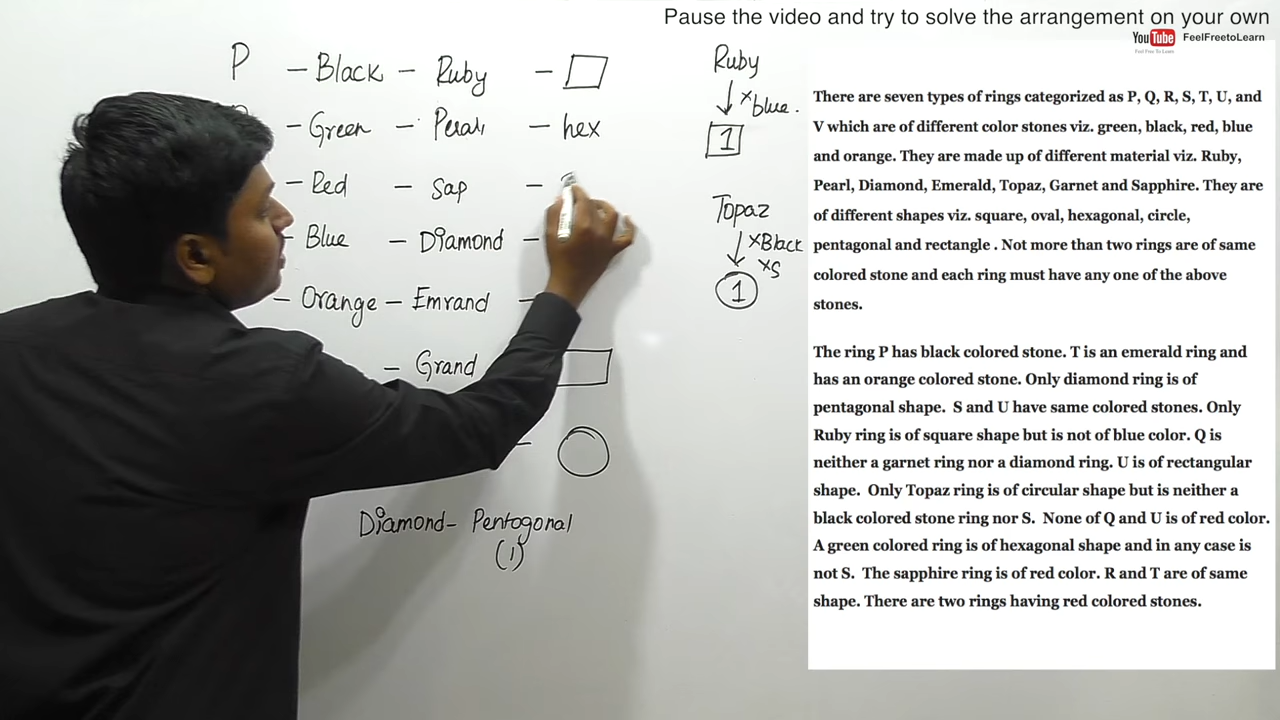 Pause the video and try to solve the arrangement on your own
YouTube
FeelFreetoLearn
Feel Free To Learn
P - Black - Ruby -
- Green - Peral -  hex
- Red - Sap -
- Blue - Diamond -
- Orange - Emrand -
- Grand
-
Diamond - Pentogonal
(1)
Ruby
x blue.
1
Topaz
xBlack
xS
1
There are seven types of rings categorized as P, Q, R, S, T, U, and
V which are of different color stones viz. green, black, red, blue
and orange. They are made up of different material viz. Ruby,
Pearl, Diamond, Emerald, Topaz, Garnet and Sapphire. They are
of different shapes viz. square, oval, hexagonal, circle,
pentagonal and rectangle . Not more than two rings are of same
colored stone and each ring must have any one of the above
stones.
The ring P has black colored stone. T is an emerald ring and
has an orange colored stone. Only diamond ring is of
pentagonal shape. S and U have same colored stones. Only
Ruby ring is of square shape but is not of blue color. Q is
neither a garnet ring nor a diamond ring. U is of rectangular
shape. Only Topaz ring is of circular shape but is neither a
black colored stone ring nor S. None of Q and U is of red color.
A green colored ring is of hexagonal shape and in any case is
not S. The sapphire ring is of red color. R and T are of same
shape. There are two rings having red colored stones.